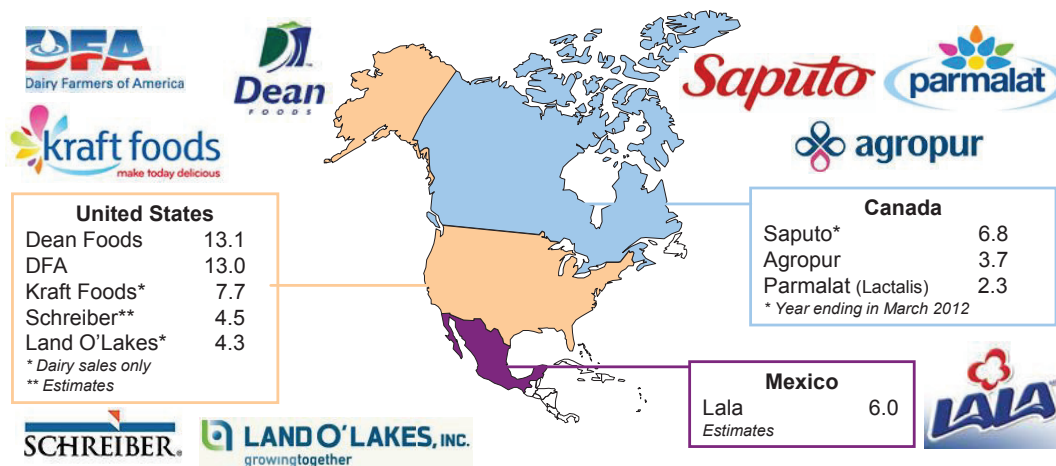 DFA
Dairy Farmers of America
Dean
FOODS
kraft foods
make today delicious
Saputo
parmalat
agropur
United States
Dean Foods 13.1
DFA 13.0
Kraft Foods* 7.7
Schreiber** 4.5
Land O'Lakes* 4.3
* Dairy sales only
** Estimates
Canada
Saputo* 6.8
Agropur 3.7
Parmalat (Lactalis) 2.3
* Year ending in March 2012
Mexico
Lala 6.0
Estimates
SCHREIBER®
LAND O'LAKES, INC.
growingtogether
LALA